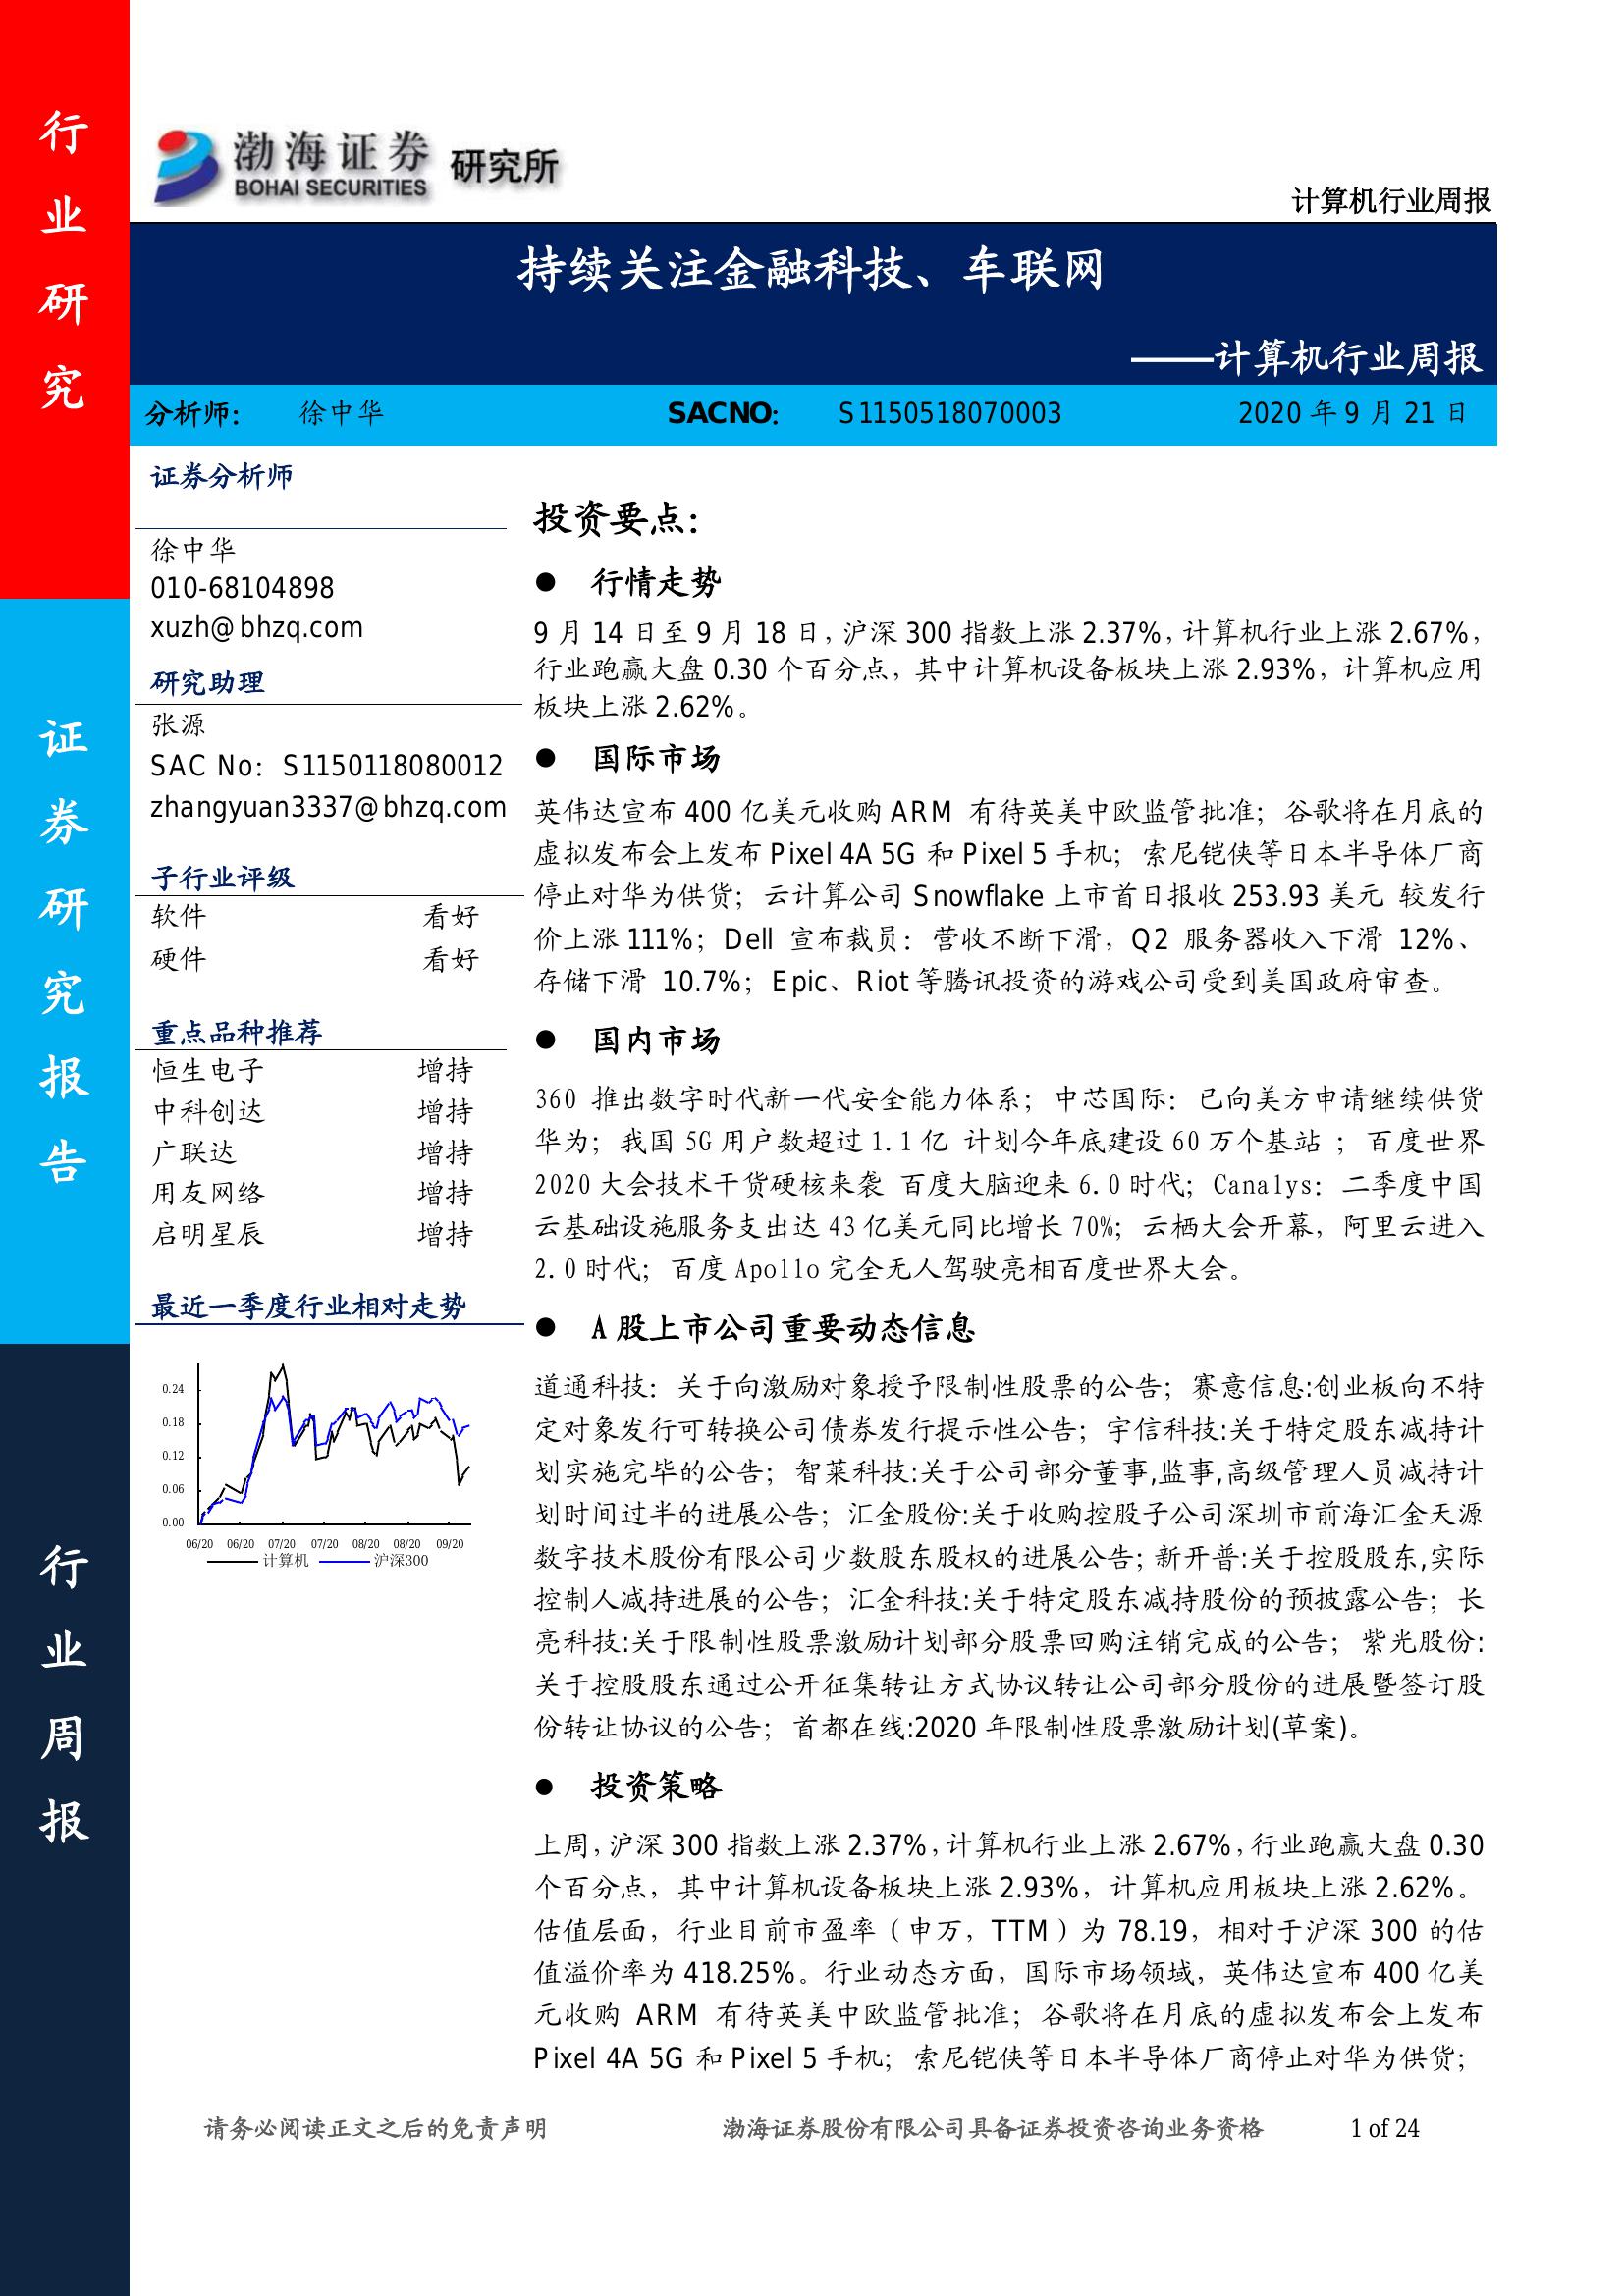 行业研究
证券研究报告
行业周报
渤海证券 研究所
BOHAI SECURITIES
计算机行业周报
持续关注金融科技、车联网
——计算机行业周报
分析师： 徐中华 SACNO： S1150518070003 2020 年 9 月 21 日
证券分析师
徐中华
010-68104898
xuzh@bhzq.com
研究助理
张源
SAC No：S1150118080012
zhangyuan3337@bhzq.com
子行业评级
软件 看好
硬件 看好
重点品种推荐
恒生电子 增持
中科创达 增持
广联达 增持
用友网络 增持
启明星辰 增持
最近一季度行业相对走势
0.24
0.18
0.12
0.06
0.00
06/20 06/20 07/20 07/20 08/20 08/20 09/20
计算机 沪深300
投资要点：
● 行情走势
9 月 14 日至 9 月 18 日，沪深 300 指数上涨 2.37%，计算机行业上涨 2.67%，
行业跑赢大盘 0.30 个百分点，其中计算机设备板块上涨 2.93%，计算机应用
板块上涨 2.62%。
● 国际市场
英伟达宣布 400 亿美元收购 ARM 有待英美中欧监管批准；谷歌将在月底的
虚拟发布会上发布 Pixel 4A 5G 和 Pixel 5 手机；索尼铠侠等日本半导体厂商
停止对华为供货；云计算公司 Snowflake 上市首日报收 253.93 美元 较发行
价上涨 111%；Dell 宣布裁员：营收不断下滑，Q2 服务器收入下滑 12%、
存储下滑 10.7%；Epic、Riot 等腾讯投资的游戏公司受到美国政府审查。
● 国内市场
360 推出数字时代新一代安全能力体系；中芯国际：已向美方申请继续供货
华为；我国 5G 用户数超过 1.1 亿 计划今年底建设 60 万个基站 ；百度世界
2020 大会技术干货硬核来袭 百度大脑迎来 6.0 时代；Canalys：二季度中国
云基础设施服务支出达 43 亿美元同比增长 70%；云栖大会开幕，阿里云进入
2.0 时代；百度 Apollo 完全无人驾驶亮相百度世界大会。
● A 股上市公司重要动态信息
道通科技：关于向激励对象授予限制性股票的公告；赛意信息:创业板向不特
定对象发行可转换公司债券发行提示性公告；宇信科技:关于特定股东减持计
划实施完毕的公告；智莱科技:关于公司部分董事,监事,高级管理人员减持计
划时间过半的进展公告；汇金股份:关于收购控股子公司深圳市前海汇金天源
数字技术股份有限公司少数股东股权的进展公告；新开普:关于控股股东,实际
控制人减持进展的公告；汇金科技:关于特定股东减持股份的预披露公告；长
亮科技:关于限制性股票激励计划部分股票回购注销完成的公告；紫光股份:
关于控股股东通过公开征集转让方式协议转让公司部分股份的进展暨签订股
份转让协议的公告；首都在线:2020 年限制性股票激励计划(草案)。
● 投资策略
上周，沪深 300 指数上涨 2.37%，计算机行业上涨 2.67%，行业跑赢大盘 0.30
个百分点，其中计算机设备板块上涨 2.93%，计算机应用板块上涨 2.62%。
估值层面，行业目前市盈率（申万，TTM）为 78.19，相对于沪深 300 的估
值溢价率为 418.25%。行业动态方面，国际市场领域，英伟达宣布 400 亿美
元收购 ARM 有待英美中欧监管批准；谷歌将在月底的虚拟发布会上发布
Pixel 4A 5G 和 Pixel 5 手机；索尼铠侠等日本半导体厂商停止对华为供货；
请务必阅读正文之后的免责声明 渤海证券股份有限公司具备证券投资咨询业务资格 1 of 24